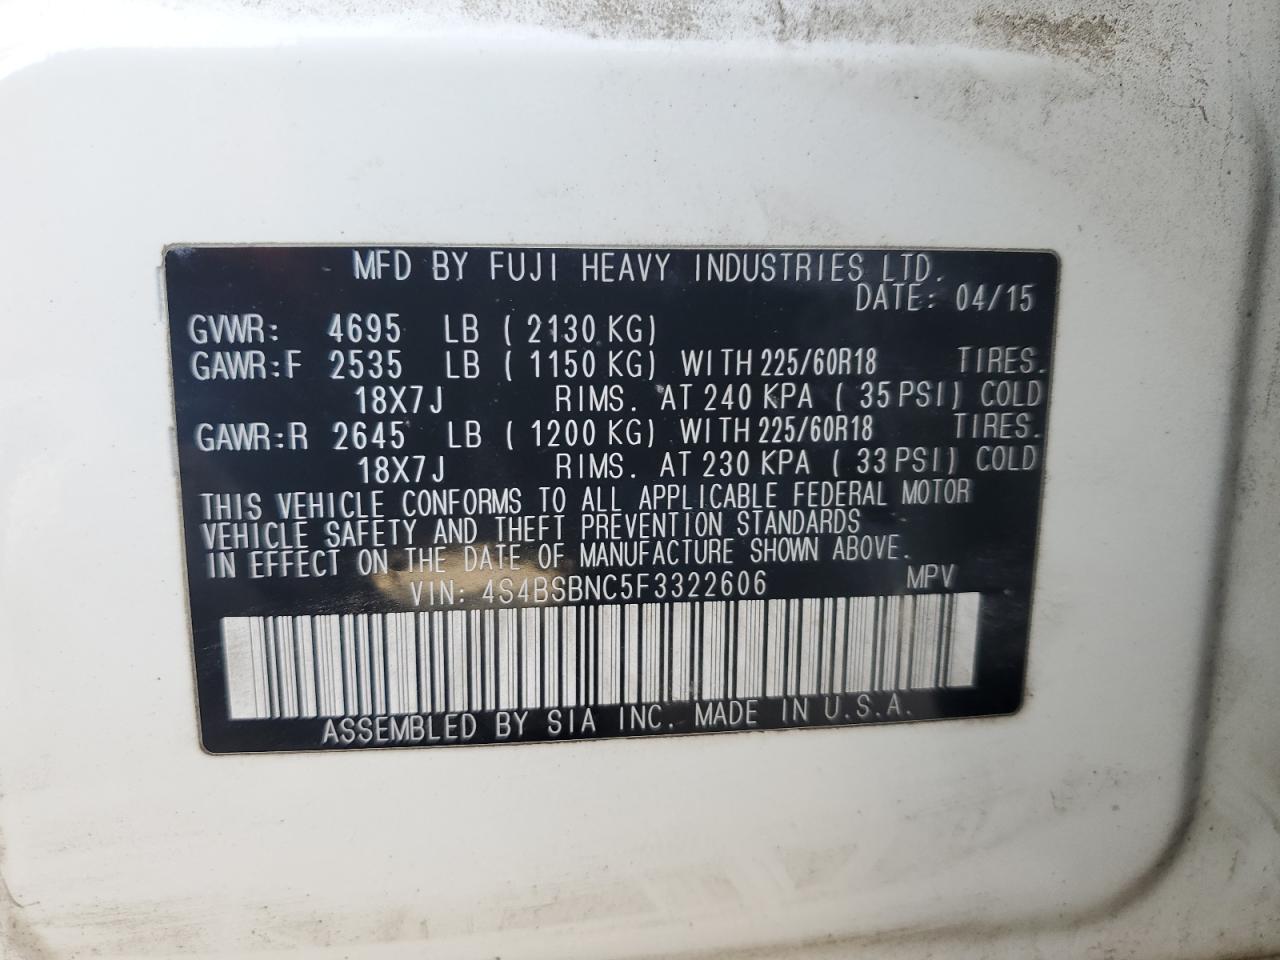 MFD BY FUJI HEAVY INDUSTRIES LTD.
DATE: 04/15
GVWR: 4695 LB ( 2130 KG)
GAWR:F 2535 LB ( 1150 KG) WITH 225/60R18 TIRES.
18X7J RIMS. AT 240 KPA ( 35 PSI) COLD
GAWR:R 2645 LB ( 1200 KG) WITH 225/60R18 TIRES.
18X7J RIMS. AT 230 KPA ( 33 PSI) COLD
THIS VEHICLE CONFORMS TO ALL APPLICABLE FEDERAL MOTOR
VEHICLE SAFETY AND THEFT PREVENTION STANDARDS
IN EFFECT ON THE DATE OF MANUFACTURE SHOWN ABOVE.
VIN: 4S4BSBNC5F3322606 MPV
ASSEMBLED BY SIA INC. MADE IN U.S.A.